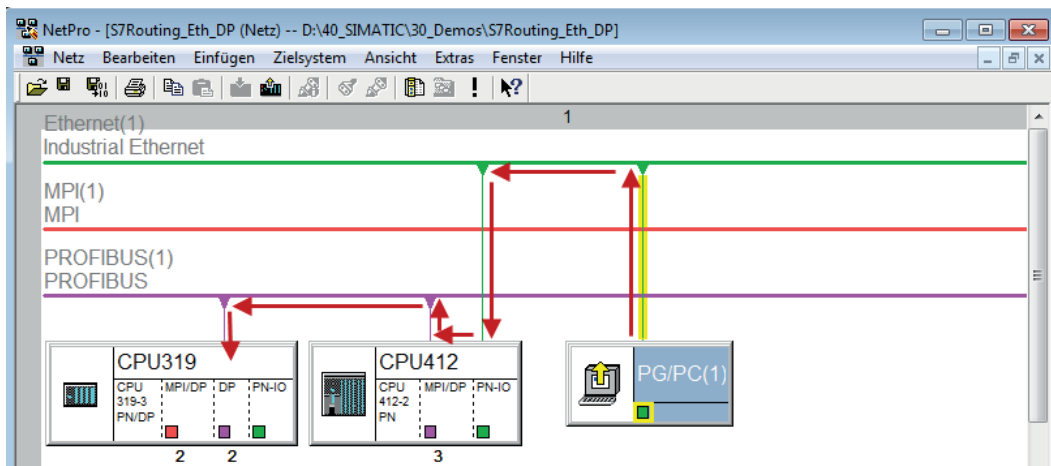 NetPro - [S7Routing_Eth_DP (Netz) -- D:\40_SIMATIC\30_Demos\S7Routing_Eth_DP]
Netz Bearbeiten Einfügen Zielsystem Ansicht Extras Fenster Hilfe
1
Ethernet(1)
Industrial Ethernet
MPI(1)
MPI
PROFIBUS(1)
PROFIBUS
CPU319
CPU 319-3 PN/DP
MPI/DP
DP
PN-IO
2 2
CPU412
CPU 412-2 PN
MPI/DP
PN-IO
3
PG/PC(1)